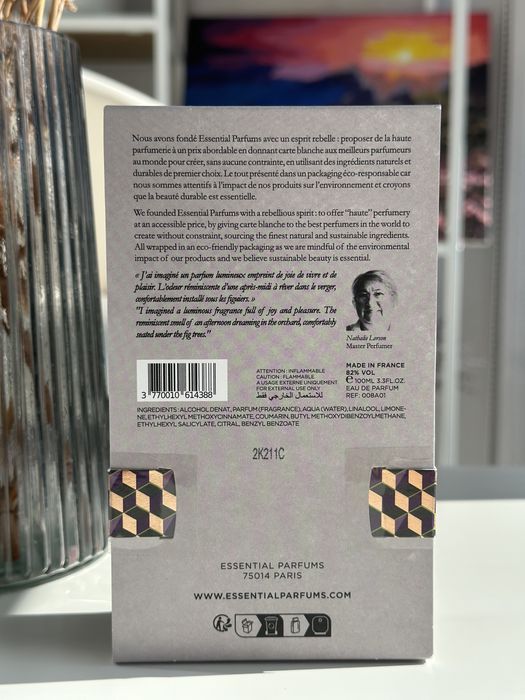 Nous avons fondé Essential Parfums avec un esprit rebelle : proposer de la haute
parfumerie à un prix abordable en donnant carte blanche aux meilleurs parfumeurs
au monde pour créer, sans aucune contrainte, en utilisant des ingrédients naturels et
durables de premier choix. Le tout présenté dans un packaging éco-responsable car
nous sommes attentifs à l'impact de nos produits sur l'environnement et croyons
que la beauté durable est essentielle.
We founded Essential Parfums with a rebellious spirit : to offer "haute" perfumery
at an accessible price, by giving carte blanche to the best perfumers in the world to
create without constraint, sourcing the finest natural and sustainable ingredients.
All wrapped in an eco-friendly packaging as we are mindful of the environmental
impact of our products and we believe sustainable beauty is essential.
« J'ai imaginé un parfum lumineux empreint de joie de vivre et de
plaisir. L'odeur réminiscente d'une après-midi à rêver dans le verger,
confortablement installé sous les figuiers. »
"I imagined a luminous fragrance full of joy and pleasure. The
reminiscent smell of an afternoon dreaming in the orchard, comfortably
seated under the fig trees."
Nathalie Lorson
Master Perfumer
3 770010 614388
ATTENTION : INFLAMMABLE
CAUTION : FLAMMABLE
A USAGE EXTERNE UNIQUEMENT
FOR EXTERNAL USE ONLY
للاستعمال الخارجي فقط
MADE IN FRANCE
82% VOL
℮ 100ML 3.3FL.OZ.
EAU DE PARFUM
REF: 008A01
INGREDIENTS : ALCOHOL DENAT., PARFUM (FRAGRANCE), AQUA (WATER), LINALOOL, LIMONE-
NE, ETHYLHEXYL METHOXYCINNAMATE, COUMARIN, BUTYL METHOXYDIBENZOYLMETHANE,
ETHYLHEXYL SALICYLATE, CITRAL, BENZYL BENZOATE
2K211C
ESSENTIAL PARFUMS
75014 PARIS
WWW.ESSENTIALPARFUMS.COM